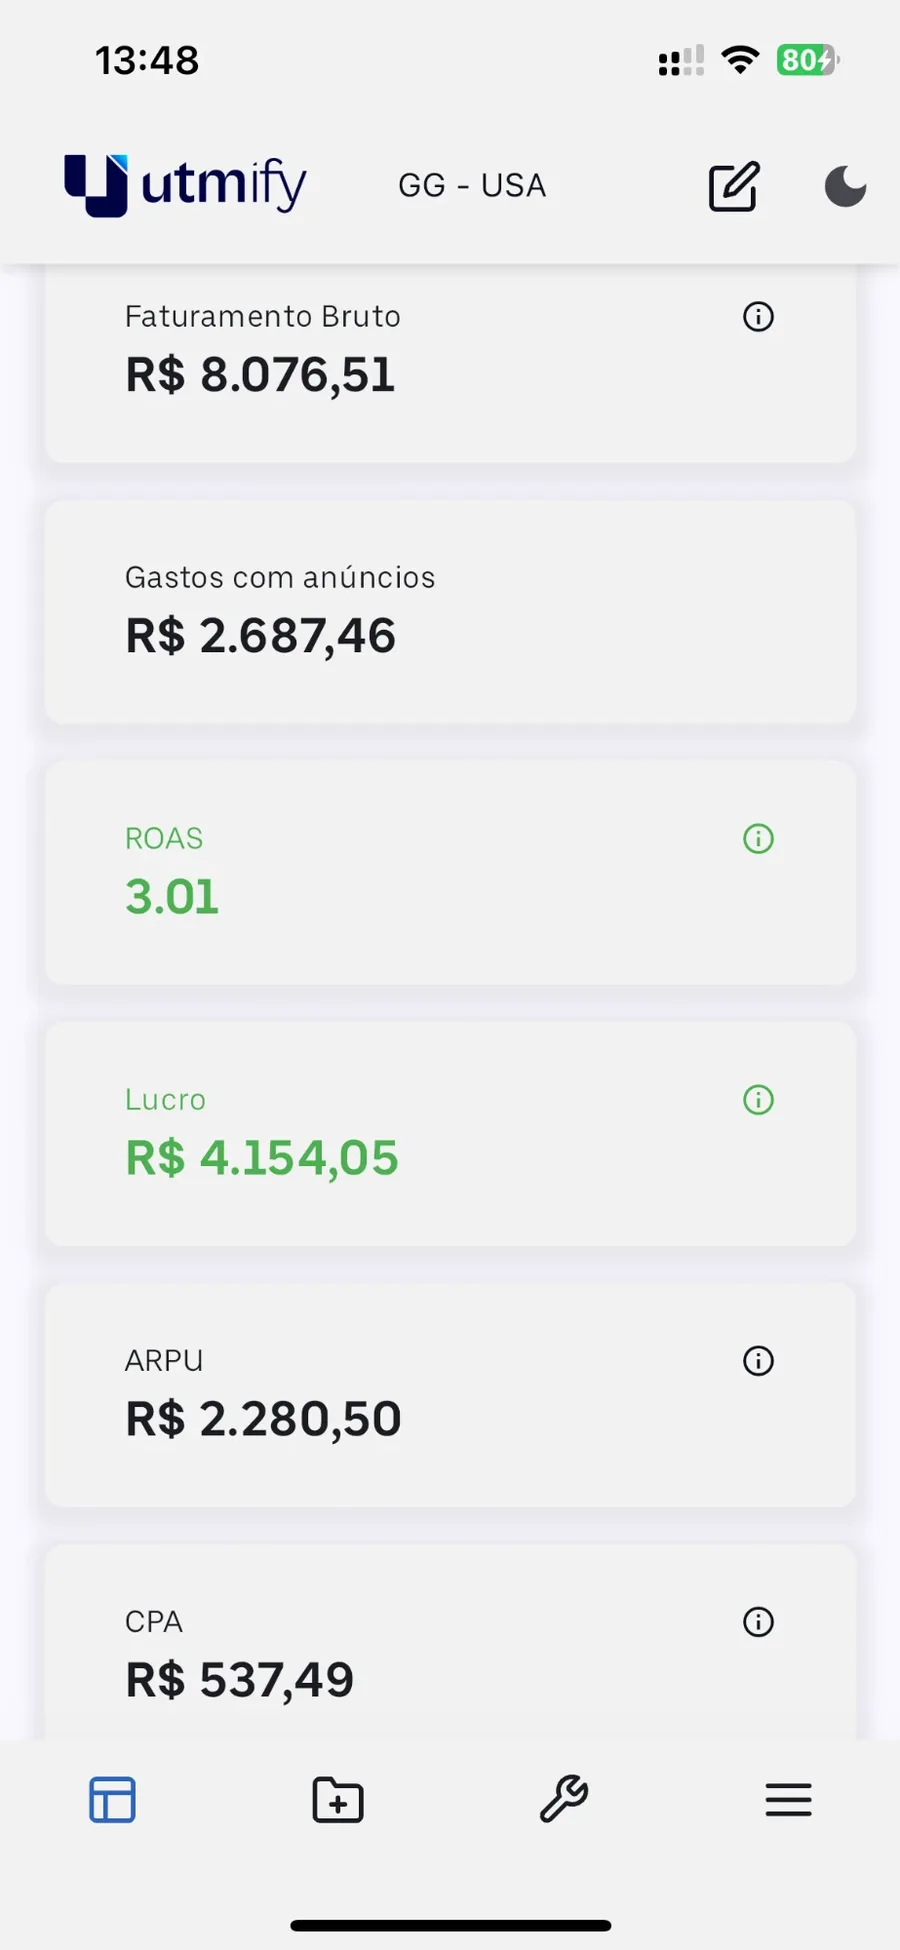 13:48
80
utmify
GG - USA
Faturamento Bruto
R$ 8.076,51
Gastos com anúncios
R$ 2.687,46
ROAS
3.01
Lucro
R$ 4.154,05
ARPU
R$ 2.280,50
CPA
R$ 537,49